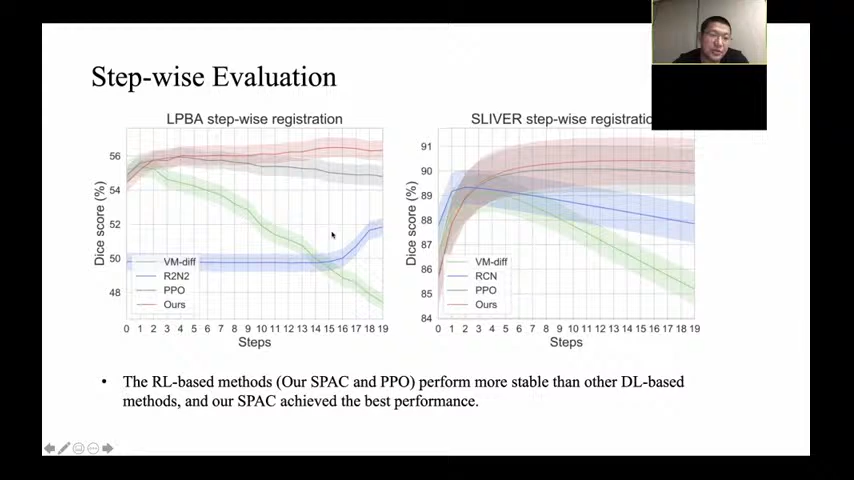 Step-wise Evaluation
LPBA step-wise registration
Dice score (%)
56
54
52
50
48
VM-diff
R2N2
PPO
Ours
0 1 2 3 4 5 6 7 8 9 10 11 12 13 14 15 16 17 18 19
Steps
SLIVER step-wise registratio
Dice score (%)
91
90
89
88
87
86
85
84
VM-diff
RCN
PPO
Ours
0 1 2 3 4 5 6 7 8 9 10 11 12 13 14 15 16 17 18 19
Steps
• The RL-based methods (Our SPAC and PPO) perform more stable than other DL-based
methods, and our SPAC achieved the best performance.